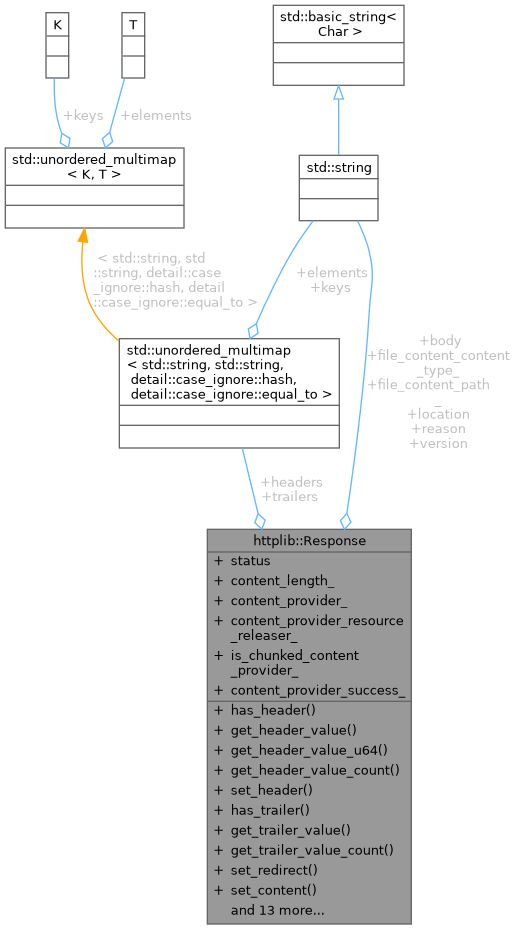 K
T
std::basic_string<
Char >
+keys
+elements
std::unordered_multimap
< K, T >
std::string
< std::string, std
::string, detail::case
_ignore::hash, detail
::case_ignore::equal_to >
+elements
+keys
std::unordered_multimap
< std::string, std::string,
detail::case_ignore::hash,
detail::case_ignore::equal_to >
+body
+file_content_content
_type_
+file_content_path
_
+location
+reason
+version
+headers
+trailers
httplib::Response
+ status
+ content_length_
+ content_provider_
+ content_provider_resource
_releaser_
+ is_chunked_content
_provider_
+ content_provider_success_
+ has_header()
+ get_header_value()
+ get_header_value_u64()
+ get_header_value_count()
+ set_header()
+ has_trailer()
+ get_trailer_value()
+ get_trailer_value_count()
+ set_redirect()
+ set_content()
and 13 more...